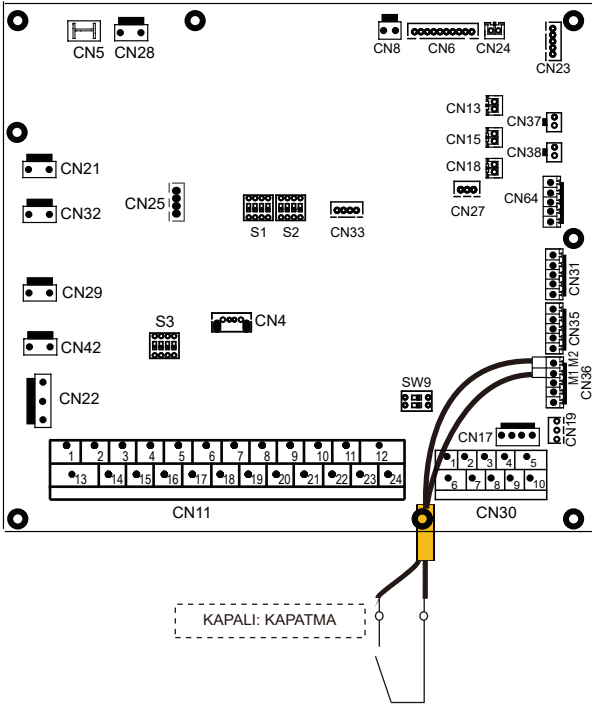 CN5
CN28
CN8
CN6
CN24
CN23
CN13
CN37
CN15
CN38
CN18
CN21
CN25
CN27
CN64
CN32
S1
S2
CN33
CN31
CN29
S3
CN4
CN35
CN42
M1 M2
CN36
CN22
SW9
CN17
CN19
1 2 3 4 5 6 7 8 9 10 11 12
13 14 15 16 17 18 19 20 21 22 23 24
1 2 3 4 5
6 7 8 9 10
CN11
CN30
KAPALI: KAPATMA